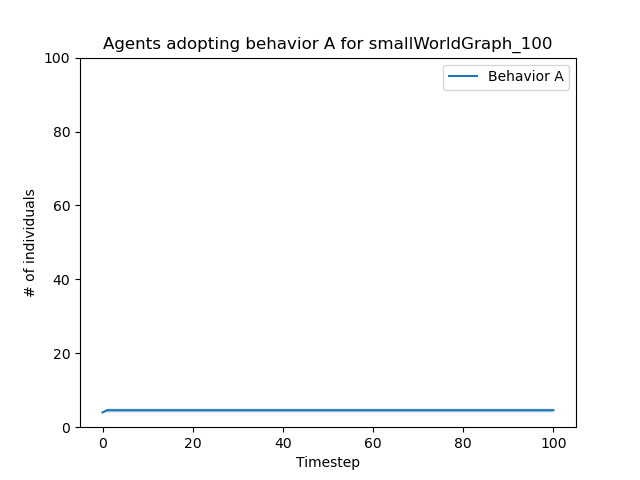 Agents adopting behavior A for smallWorldGraph_100
100
80
60
40
20
0
# of individuals
Behavior A
0 20 40 60 80 100
Timestep